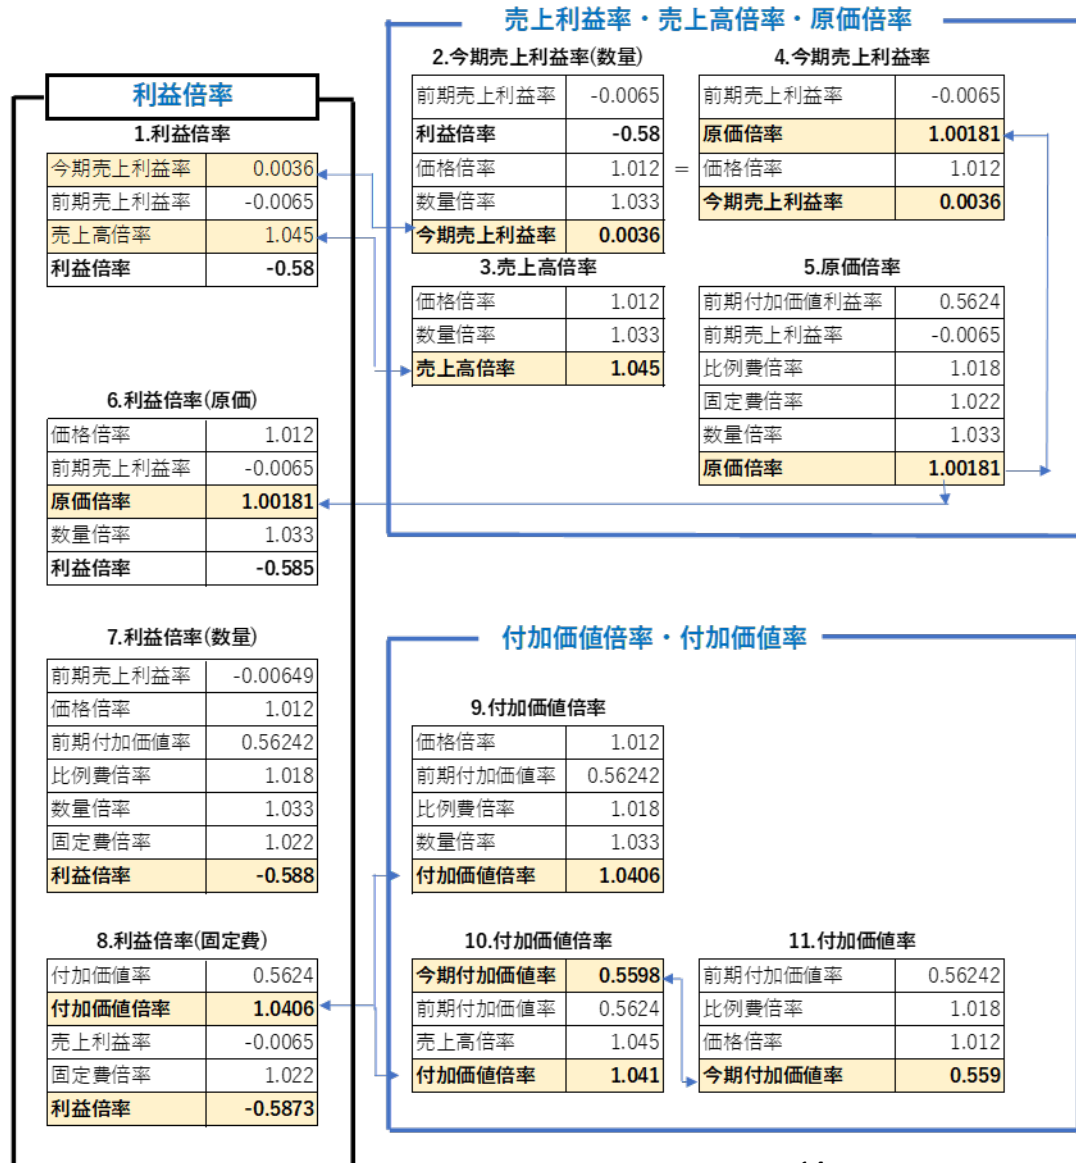 売上利益率・売上高倍率・原価倍率
利益倍率
1.利益倍率
今期売上利益率 0.0036
前期売上利益率 -0.0065
売上高倍率 1.045
利益倍率 -0.58
2.今期売上利益率(数量)
前期売上利益率 -0.0065
利益倍率 -0.58
価格倍率 1.012
数量倍率 1.033
今期売上利益率 0.0036
=
4.今期売上利益率
前期売上利益率 -0.0065
原価倍率 1.00181
価格倍率 1.012
今期売上利益率 0.0036
3.売上高倍率
価格倍率 1.012
数量倍率 1.033
売上高倍率 1.045
5.原価倍率
前期付加価値利益率 0.5624
前期売上利益率 -0.0065
比例費倍率 1.018
固定費倍率 1.022
数量倍率 1.033
原価倍率 1.00181
6.利益倍率(原価)
価格倍率 1.012
前期売上利益率 -0.0065
原価倍率 1.00181
数量倍率 1.033
利益倍率 -0.585
7.利益倍率(数量)
前期売上利益率 -0.00649
価格倍率 1.012
前期付加価値率 0.56242
比例費倍率 1.018
数量倍率 1.033
固定費倍率 1.022
利益倍率 -0.588
付加価値倍率・付加価値率
9.付加価値倍率
価格倍率 1.012
前期付加価値率 0.56242
比例費倍率 1.018
数量倍率 1.033
付加価値倍率 1.0406
8.利益倍率(固定費)
付加価値率 0.5624
付加価値倍率 1.0406
売上利益率 -0.0065
固定費倍率 1.022
利益倍率 -0.5873
10.付加価値倍率
今期付加価値率 0.5598
前期付加価値率 0.5624
売上高倍率 1.045
付加価値倍率 1.041
11.付加価値率
前期付加価値率 0.56242
比例費倍率 1.018
価格倍率 1.012
今期付加価値率 0.559